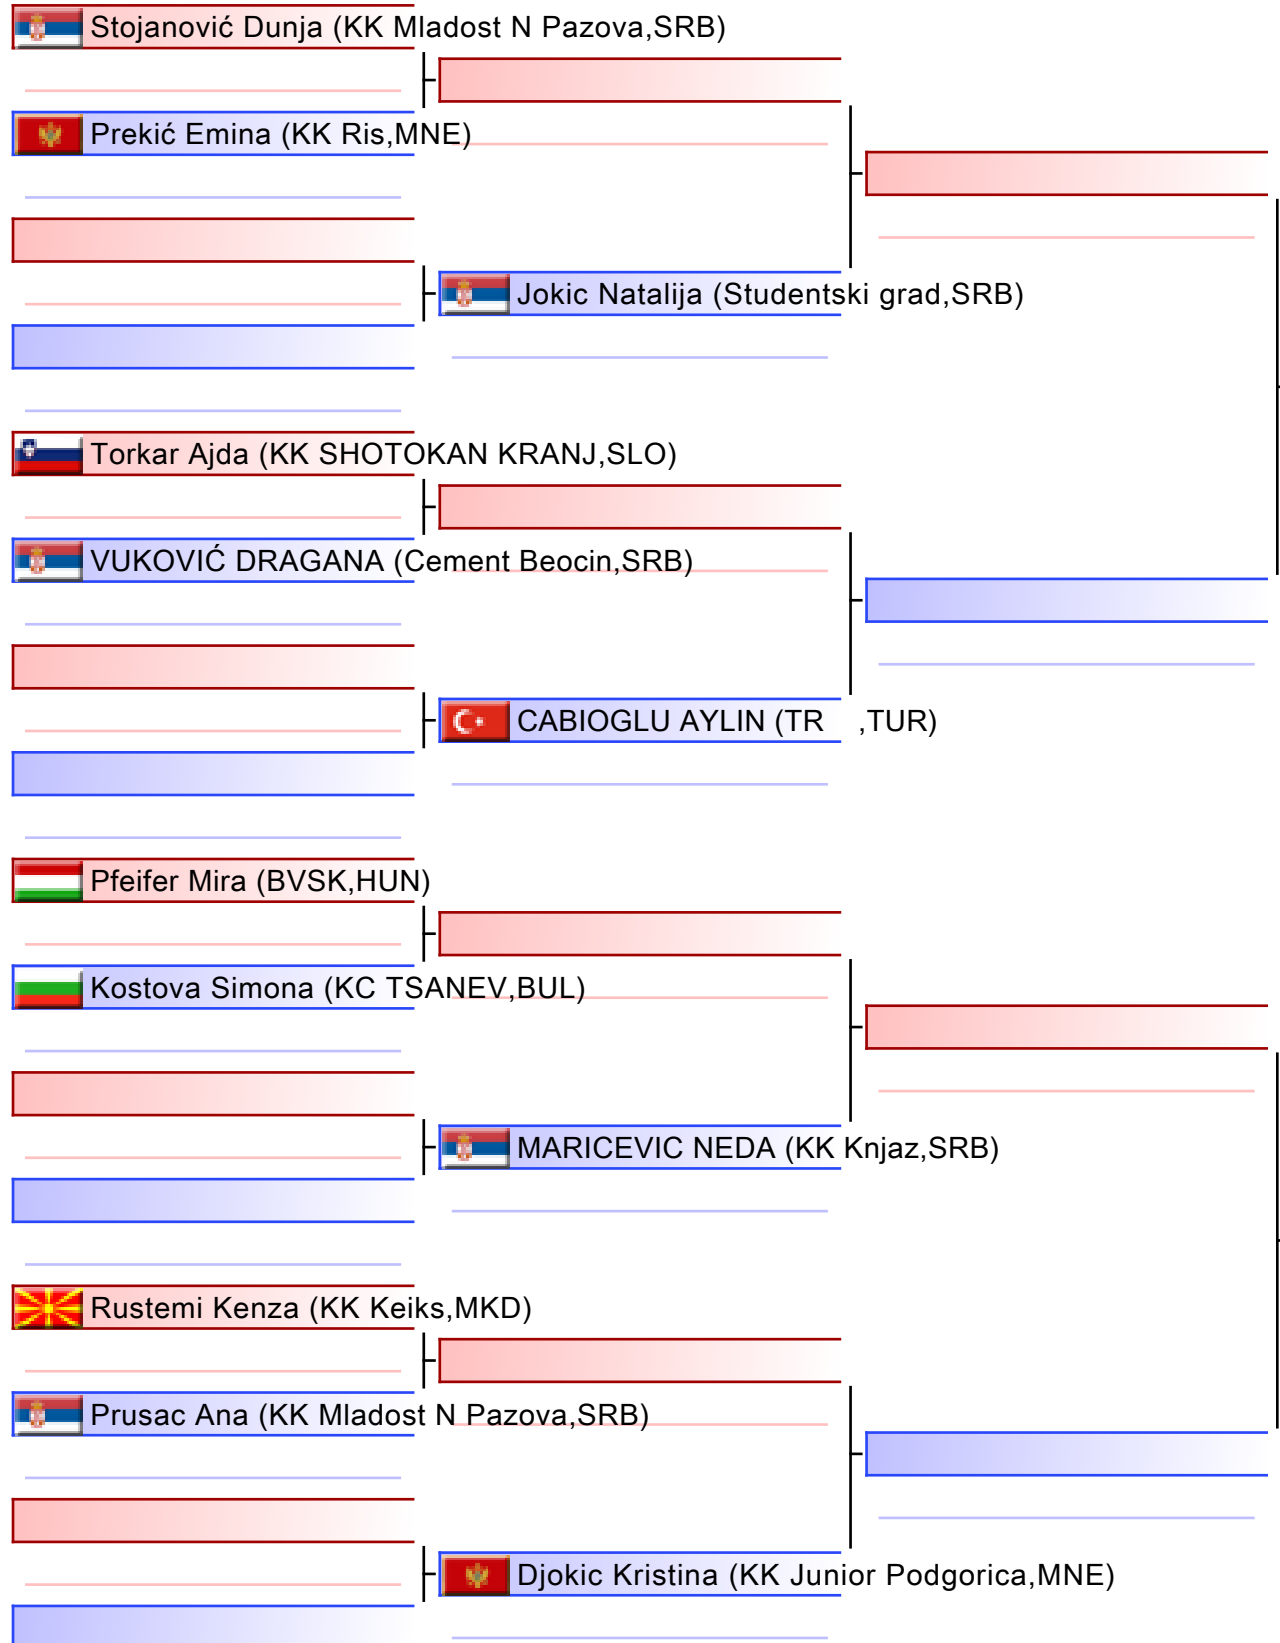 Stojanović Dunja (KK Mladost N Pazova,SRB)
Prekić Emina (KK Ris,MNE)
Jokic Natalija (Studentski grad,SRB)
Torkar Ajda (KK SHOTOKAN KRANJ,SLO)
VUKOVIĆ DRAGANA (Cement Beocin,SRB)
CABIOGLU AYLIN (TR ,TUR)
Pfeifer Mira (BVSK,HUN)
Kostova Simona (KC TSANEV,BUL)
MARICEVIC NEDA (KK Knjaz,SRB)
Rustemi Kenza (KK Keiks,MKD)
Prusac Ana (KK Mladost N Pazova,SRB)
Djokic Kristina (KK Junior Podgorica,MNE)